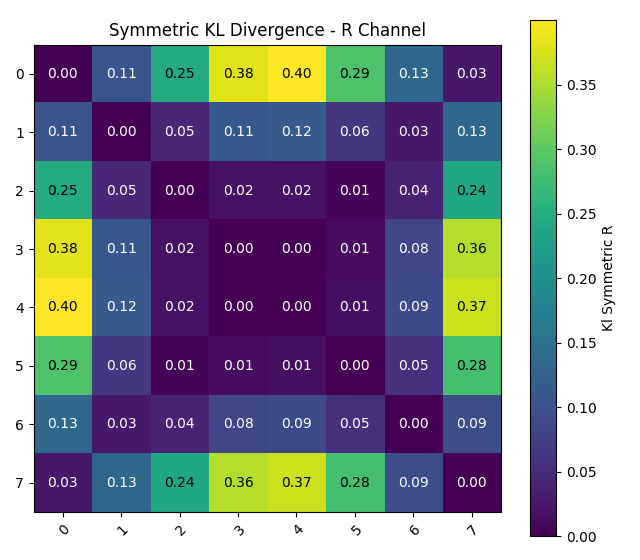 Symmetric KL Divergence - R Channel
0 0.00 0.11 0.25 0.38 0.40 0.29 0.13 0.03
1 0.11 0.00 0.05 0.11 0.12 0.06 0.03 0.13
2 0.25 0.05 0.00 0.02 0.02 0.01 0.04 0.24
3 0.38 0.11 0.02 0.00 0.00 0.01 0.08 0.36
4 0.40 0.12 0.02 0.00 0.00 0.01 0.09 0.37
5 0.29 0.06 0.01 0.01 0.01 0.00 0.05 0.28
6 0.13 0.03 0.04 0.08 0.09 0.05 0.00 0.09
7 0.03 0.13 0.24 0.36 0.37 0.28 0.09 0.00
0 1 2 3 4 5 6 7
0.35
0.30
0.25
0.20
0.15
0.10
0.05
0.00
Kl Symmetric R